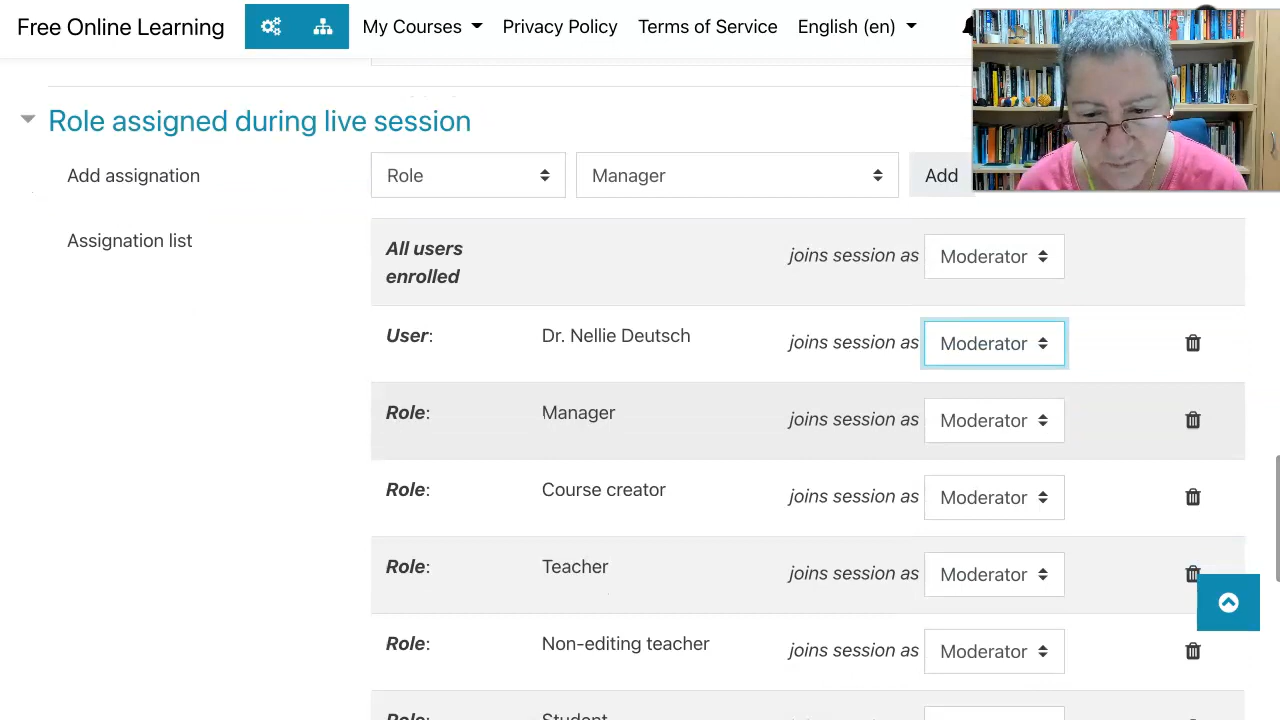 Free Online Learning My Courses Privacy Policy Terms of Service English (en)
Role assigned during live session
Add assignation Role Manager Add
Assignation list
All users enrolled joins session as Moderator
User: Dr. Nellie Deutsch joins session as Moderator
Role: Manager joins session as Moderator
Role: Course creator joins session as Moderator
Role: Teacher joins session as Moderator
Role: Non-editing teacher joins session as Moderator
Role: Student